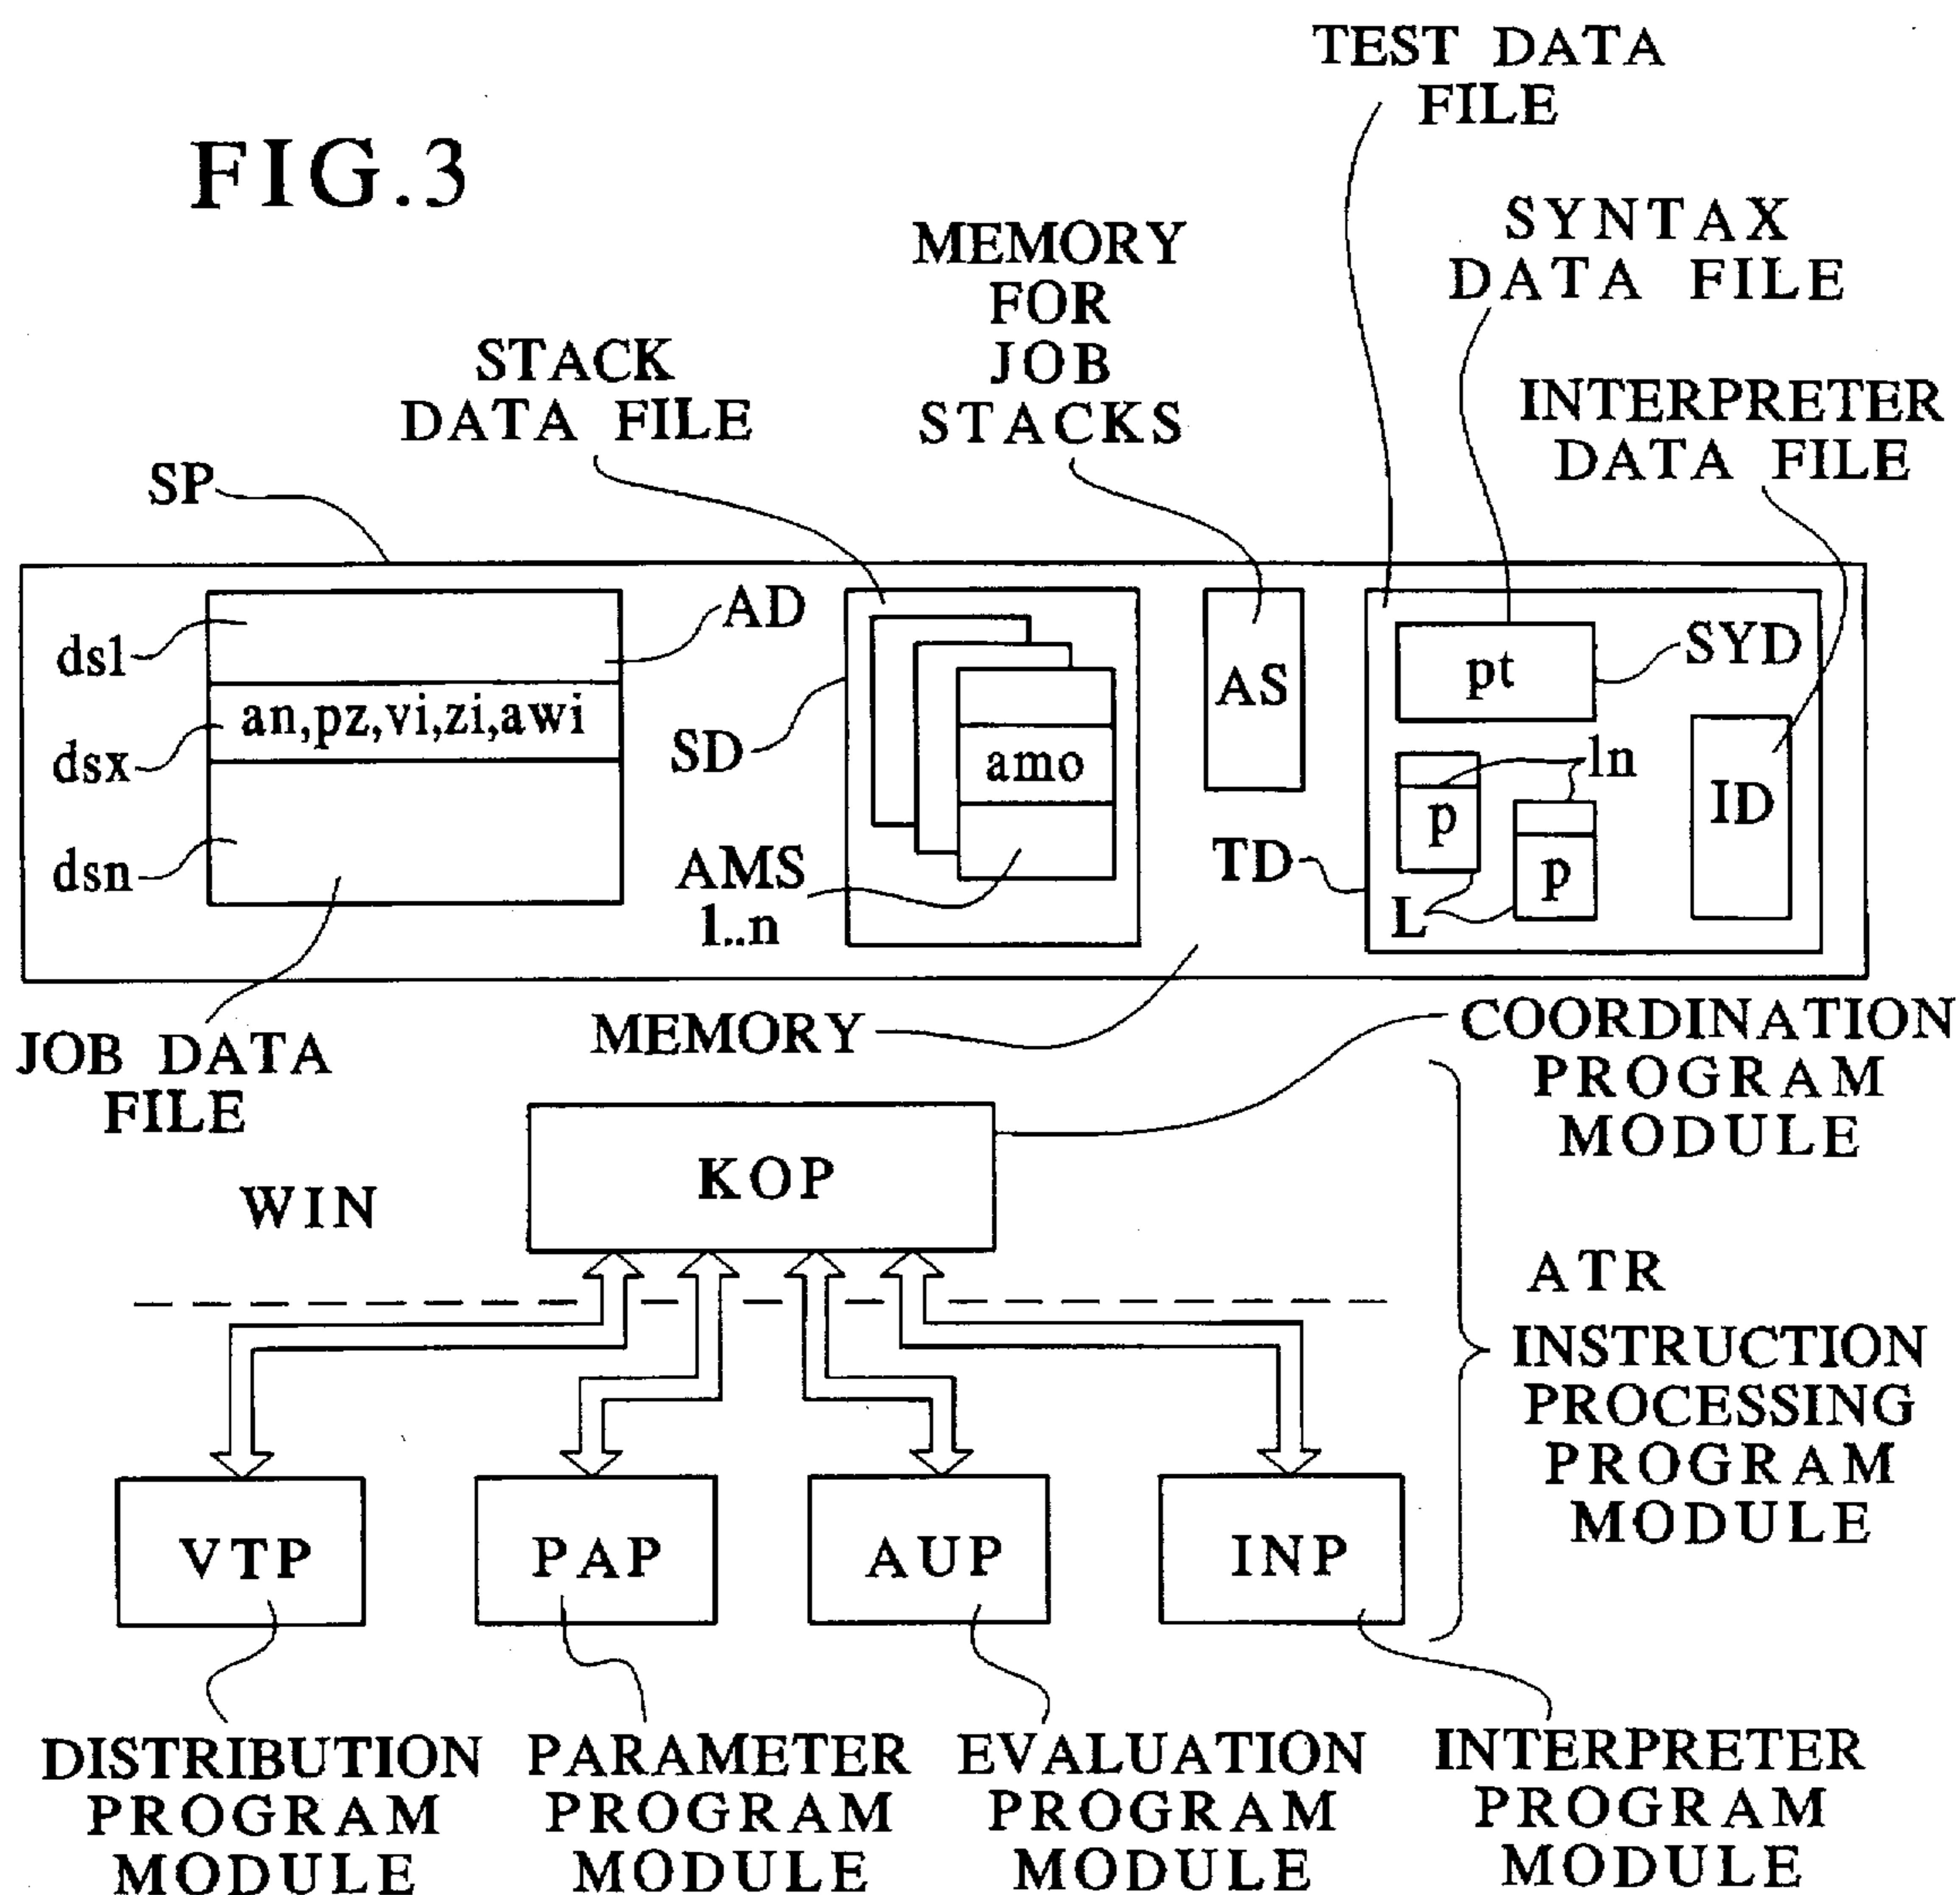 FIG.3
TEST DATA
FILE
SYNTAX
DATA FILE
MEMORY
FOR
JOB
STACKS
STACK
DATA FILE
INTERPRETER
DATA FILE
SP
AD
ds1
an,pz,vi,zi,awi
dsx
dsn
SD
amo
AMS
1..n
AS
TD
pt
SYD
ln
p
p
L
ID
JOB DATA
FILE
MEMORY
COORDINATION
PROGRAM
MODULE
KOP
WIN
ATR
INSTRUCTION
PROCESSING
PROGRAM
MODULE
VTP
PAP
AUP
INP
DISTRIBUTION
PROGRAM
MODULE
PARAMETER
PROGRAM
MODULE
EVALUATION
PROGRAM
MODULE
INTERPRETER
PROGRAM
MODULE